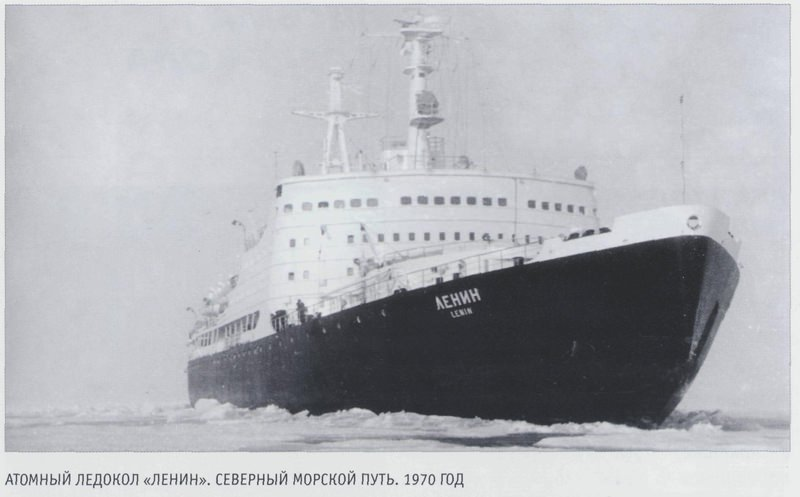 ЛЕНИН
LENIN
АТОМНЫЙ ЛЕДОКОЛ «ЛЕНИН». СЕВЕРНЫЙ МОРСКОЙ ПУТЬ. 1970 ГОД